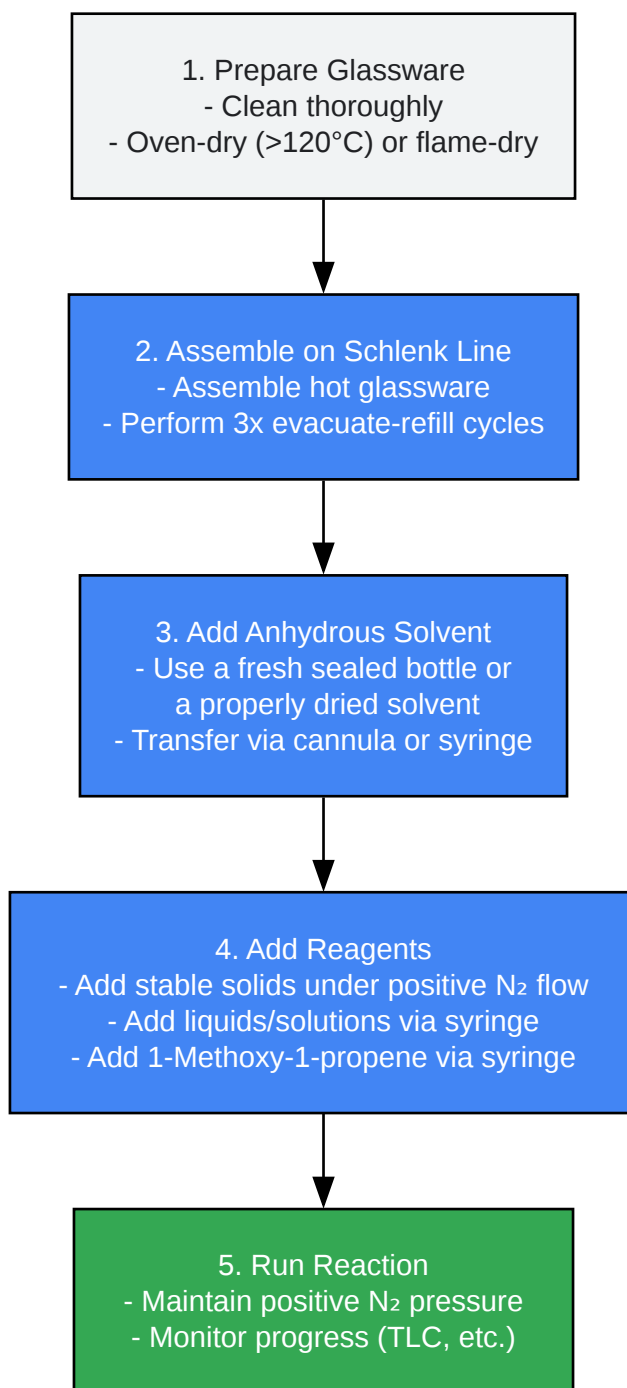 1. Prepare Glassware
- Clean thoroughly
- Oven-dry (>120°C) or flame-dry
2. Assemble on Schlenk Line
- Assemble hot glassware
- Perform 3x evacuate-refill cycles
3. Add Anhydrous Solvent
- Use a fresh sealed bottle or
a properly dried solvent
- Transfer via cannula or syringe
4. Add Reagents
- Add stable solids under positive N₂ flow
- Add liquids/solutions via syringe
- Add 1-Methoxy-1-propene via syringe
5. Run Reaction
- Maintain positive N₂ pressure
- Monitor progress (TLC, etc.)